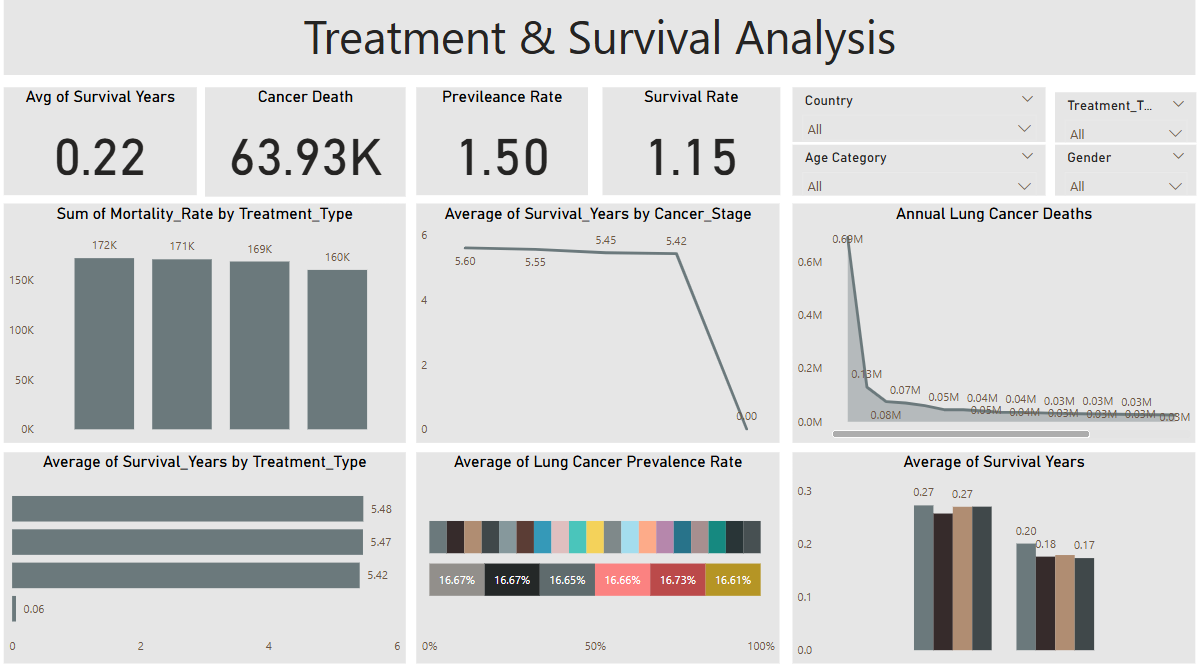 Treatment & Survival Analysis
Avg of Survival Years
0.22
Cancer Death
63.93K
Previleance Rate
1.50
Survival Rate
1.15
Country
All
Treatment_T...
All
Age Category
All
Gender
All
Sum of Mortality_Rate by Treatment_Type
172K
171K
169K
160K
150K
100K
50K
0K
Average of Survival_Years by Cancer_Stage
6
4
2
0
5.60
5.55
5.45
5.42
0.00
Annual Lung Cancer Deaths
0.6M
0.4M
0.2M
0.0M
0.69M
0.13M
0.08M
0.07M
0.05M
0.05M
0.04M
0.04M
0.04M
0.03M
0.03M
0.03M
0.03M
0.03M
0.03M
0.03M
Average of Survival_Years by Treatment_Type
5.48
5.47
5.42
0.06
0
2
4
6
Average of Lung Cancer Prevalence Rate
16.67%
16.67%
16.65%
16.66%
16.73%
16.61%
0%
50%
100%
Average of Survival Years
0.3
0.2
0.1
0.0
0.27
0.27
0.20
0.18
0.17